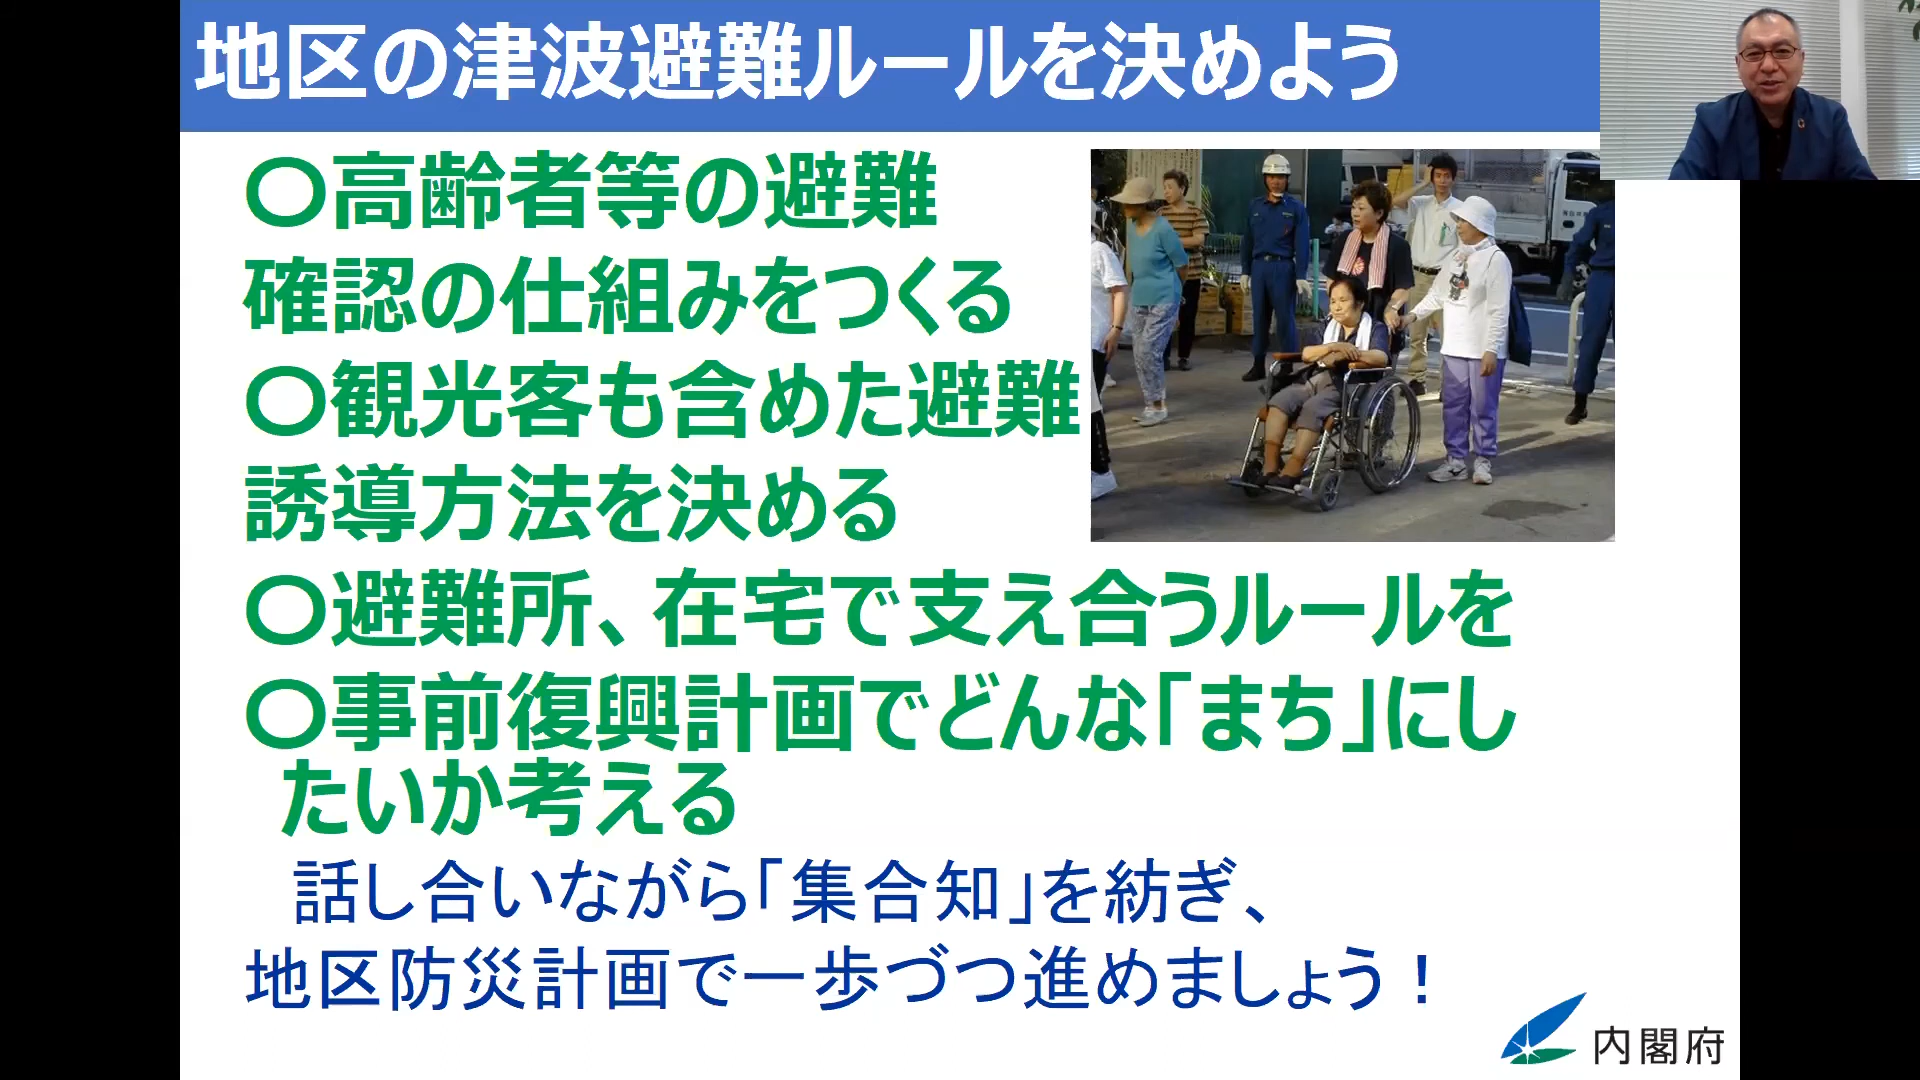 地区の津波避難ルールを決めよう
〇高齢者等の避難
確認の仕組みをつくる
〇観光客も含めた避難
誘導方法を決める
〇避難所、在宅で支え合うルールを
〇事前復興計画でどんな「まち」にし
たいか考える
話し合いながら「集合知」を紡ぎ、
地区防災計画で一歩づつ進めましょう！
内閣府